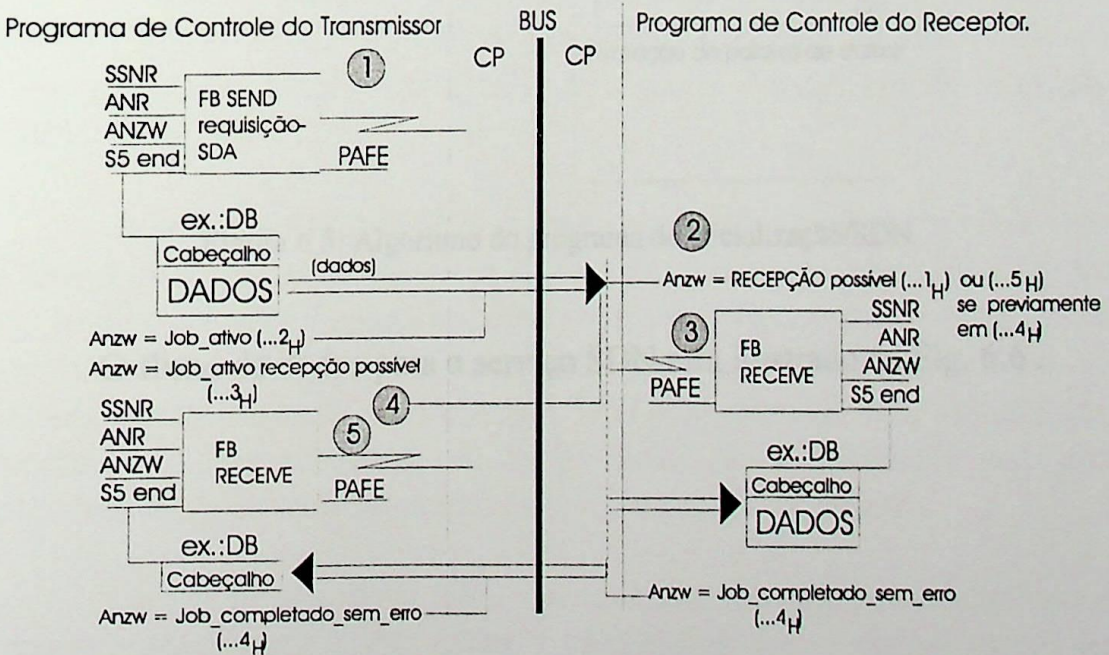 Programa de Controle do Transmissor
BUS
Programa de Controle do Receptor.
CP
CP
SSNR
ANR
ANZW
S5 end
FB SEND
requisição-
SDA
1
PAFE
ex.:DB
Cabeçalho
DADOS
(dados)
2
Anzw = RECEPÇÃO possível (...1H) ou (...5H)
se previamente
em (...4H)
Anzw = Job_ativo (...2H)
Anzw = Job_ativo recepção possível
(...3H)
3
PAFE
FB
RECEIVE
SSNR
ANR
ANZW
S5 end
4
SSNR
ANR
ANZW
S5 end
FB
RECEIVE
5
PAFE
ex.:DB
Cabeçalho
DADOS
ex.:DB
Cabeçalho
Anzw = Job_completado_sem_erro
(...4H)
Anzw = Job_completado_sem_erro
(...4H)